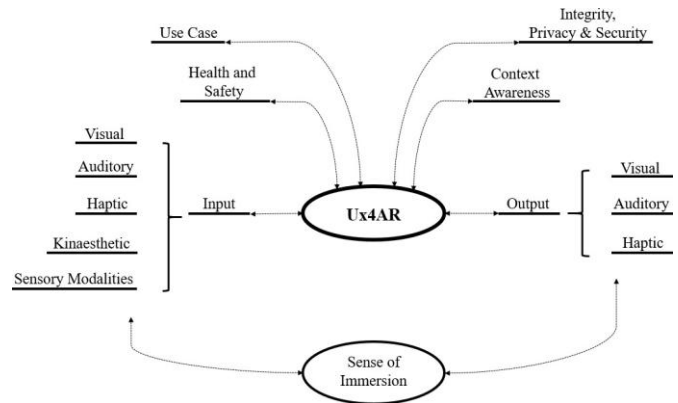 Use Case
Integrity,
Privacy & Security
Health and
Safety
Context
Awareness
Visual
Auditory
Haptic
Kinaesthetic
Sensory Modalities
Input
Ux4AR
Output
Visual
Auditory
Haptic
Sense of
Immersion